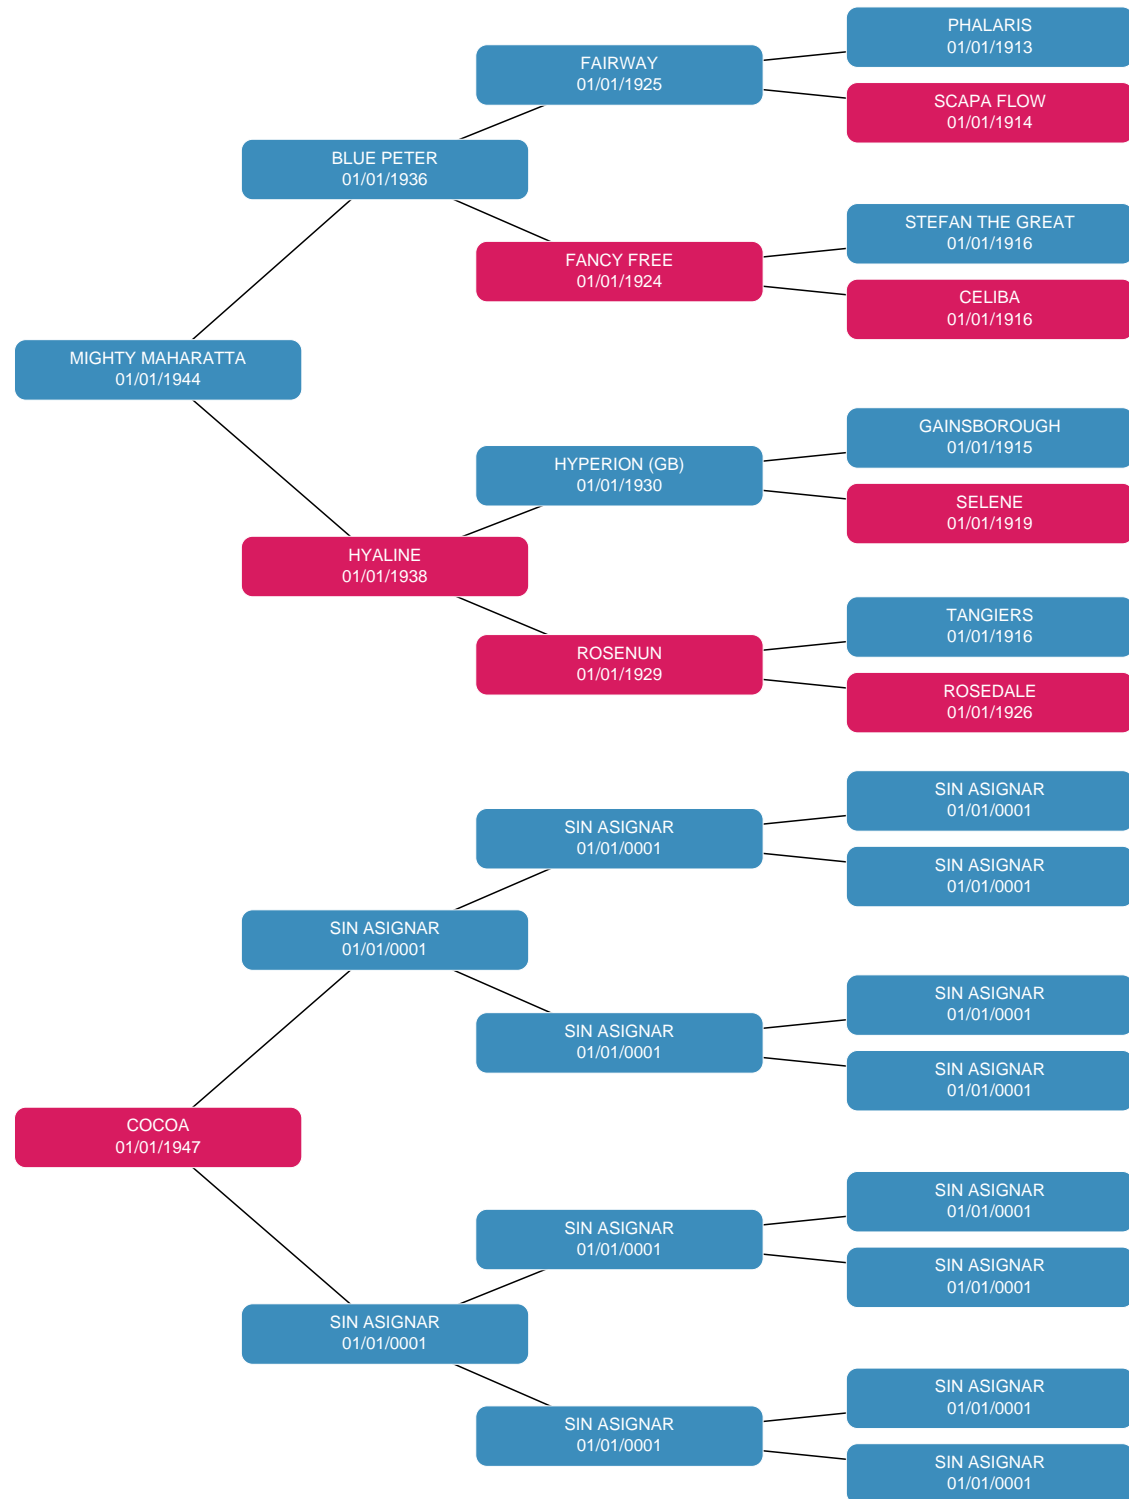 PHALARIS
01/01/1913
FAIRWAY
01/01/1925
SCAPA FLOW
01/01/1914
BLUE PETER
01/01/1936
STEFAN THE GREAT
01/01/1916
FANCY FREE
01/01/1924
CELIBA
01/01/1916
MIGHTY MAHARATTA
01/01/1944
GAINSBOROUGH
01/01/1915
HYPERION (GB)
01/01/1930
SELENE
01/01/1919
HYALINE
01/01/1938
TANGIERS
01/01/1916
ROSENUN
01/01/1929
ROSEDALE
01/01/1926
SIN ASIGNAR
01/01/0001
SIN ASIGNAR
01/01/0001
SIN ASIGNAR
01/01/0001
SIN ASIGNAR
01/01/0001
SIN ASIGNAR
01/01/0001
SIN ASIGNAR
01/01/0001
SIN ASIGNAR
01/01/0001
COCOA
01/01/1947
SIN ASIGNAR
01/01/0001
SIN ASIGNAR
01/01/0001
SIN ASIGNAR
01/01/0001
SIN ASIGNAR
01/01/0001
SIN ASIGNAR
01/01/0001
SIN ASIGNAR
01/01/0001
SIN ASIGNAR
01/01/0001